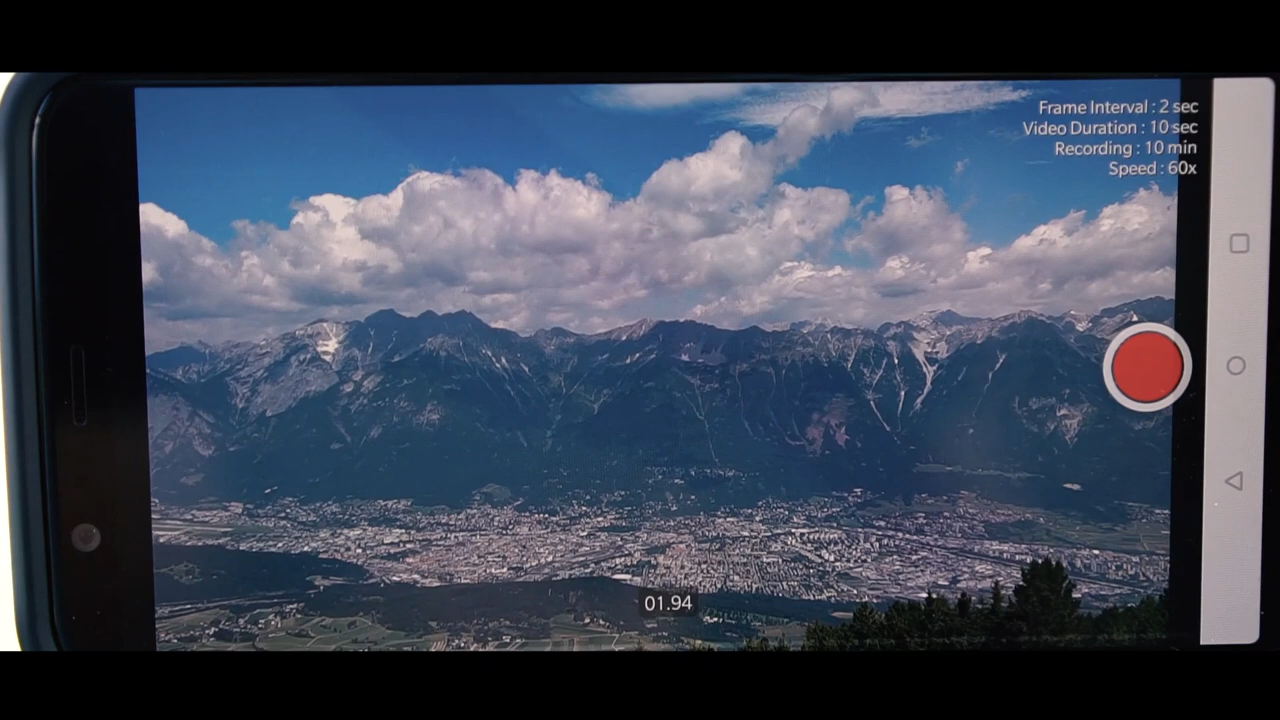 Frame Interval : 2 sec
Video Duration : 10 sec
Recording : 10 min
Speed : 60x
01.94